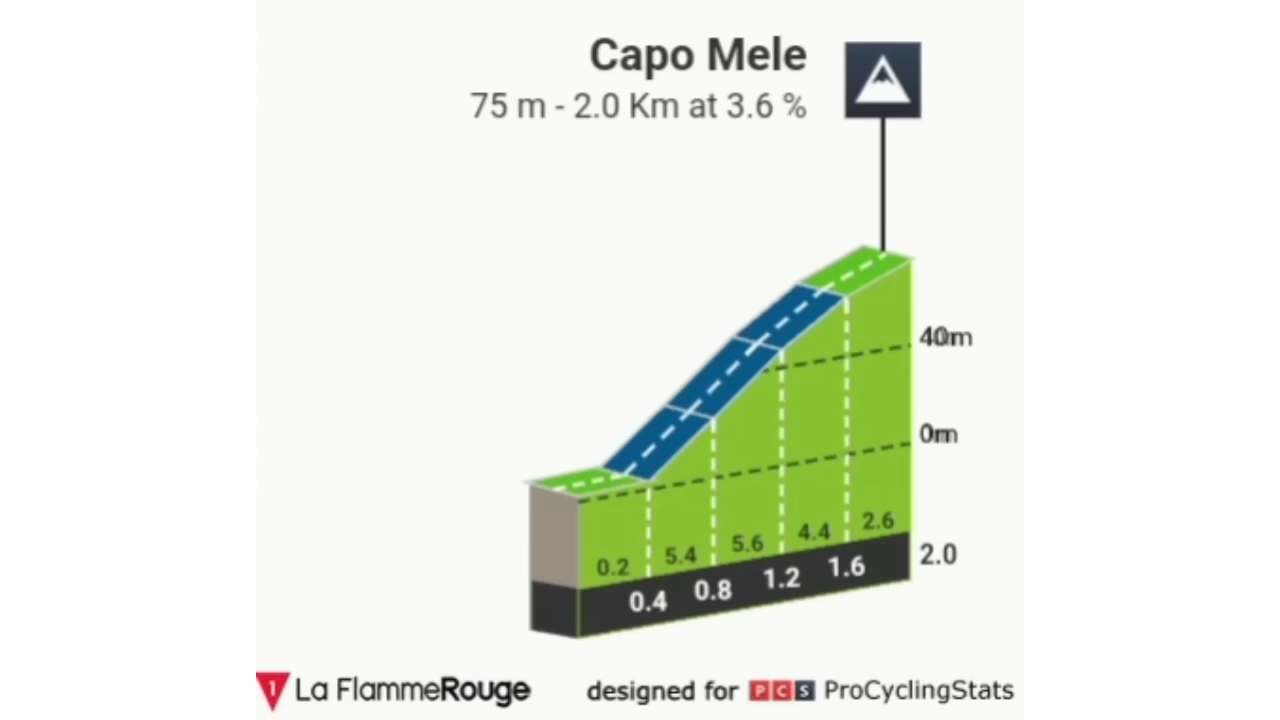 Capo Mele
75 m - 2.0 Km at 3.6 %
40m
0m
0.2 5.4 5.6 4.4 2.6
0.4 0.8 1.2 1.6 2.0
1 La FlammeRouge designed for PCS ProCyclingStats